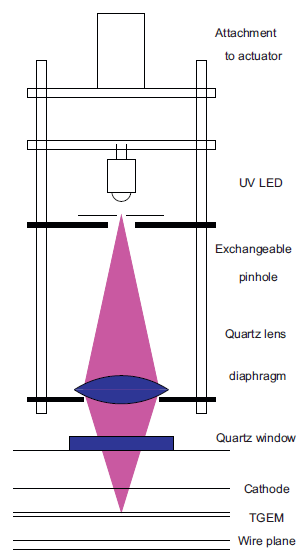 Attachment
to actuator
UV LED
Exchangeable
pinhole
Quartz lens
diaphragm
Quartz window
Cathode
TGEM
Wire plane